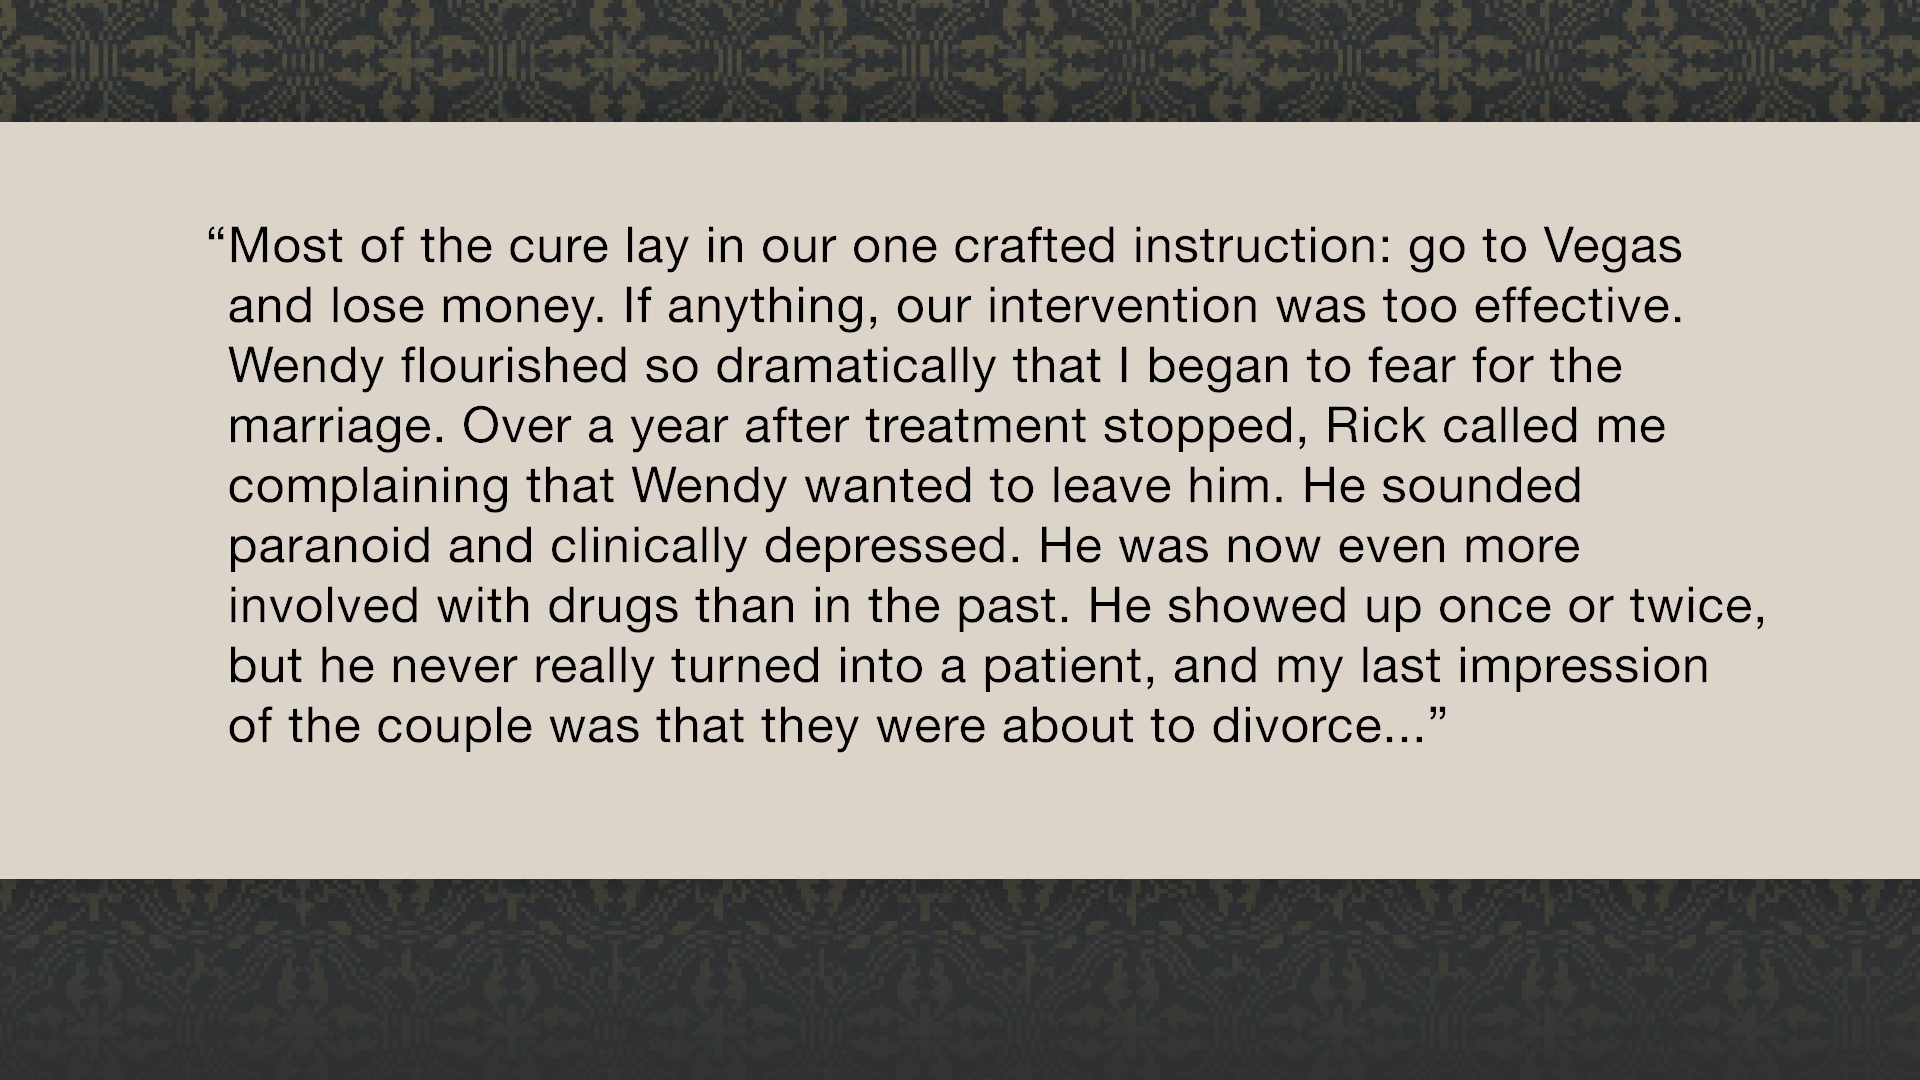 “Most of the cure lay in our one crafted instruction: go to Vegas
and lose money. If anything, our intervention was too effective.
Wendy flourished so dramatically that I began to fear for the
marriage. Over a year after treatment stopped, Rick called me
complaining that Wendy wanted to leave him. He sounded
paranoid and clinically depressed. He was now even more
involved with drugs than in the past. He showed up once or twice,
but he never really turned into a patient, and my last impression
of the couple was that they were about to divorce...”